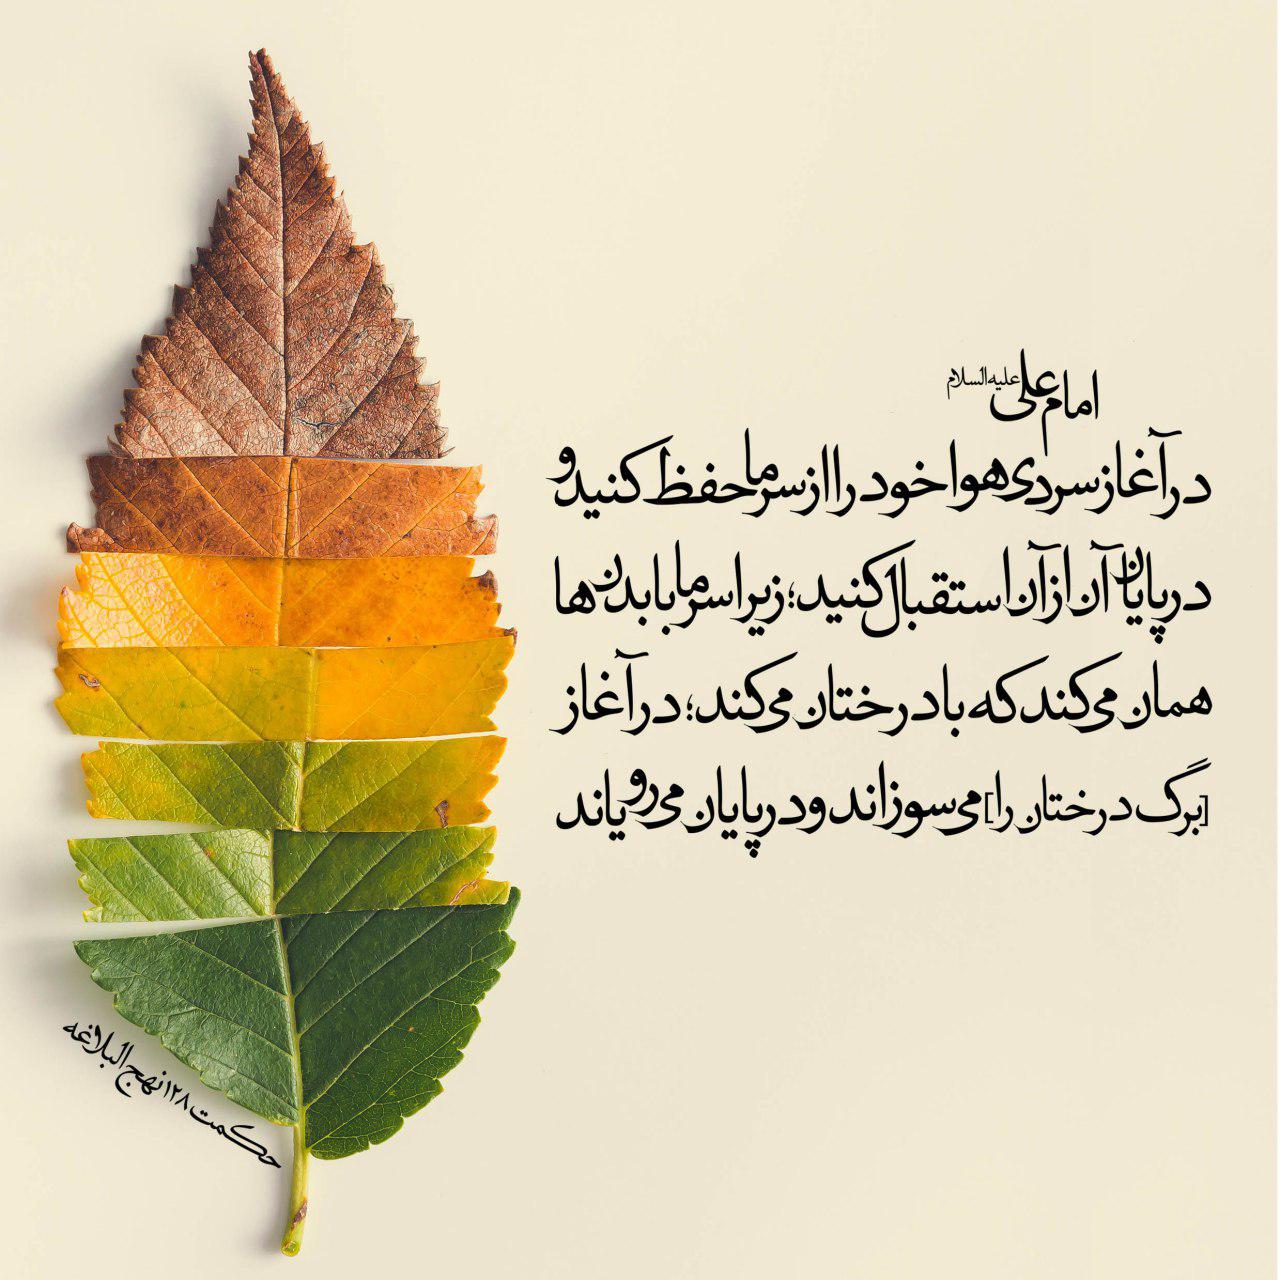 امام علی علیه السلام
در آغاز سردی هوا خود را از سرما حفظ کنید و
در پایان آن از آن استقبال کنید؛ زیرا سرما با بدن‌ها
همان می‌کند که با درختان می‌کند؛ در آغاز
[برگ درختان را] می‌سوزاند و در پایان می‌رویاند
حکمت ۱۲۸ نهج البلاغه